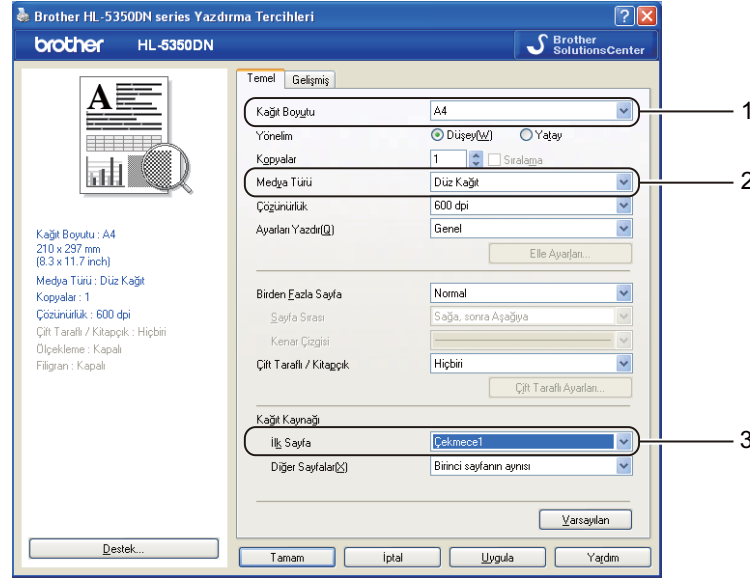 Brother HL-5350DN series Yazdırma Tercihleri
brother HL-5350DN
Brother
SolutionsCenter
Temel Gelişmiş
Kağıt Boyutu A4 1
Yönelim Düşey(W) Yatay
Kopyalar 1 Sıralama
Medya Türü Düz Kağıt 2
Çözünürlük 600 dpi
Ayarları Yazdır(Q) Genel
Elle Ayarları...
Birden Fazla Sayfa Normal
Sayfa Sırası Sağa, sonra Aşağıya
Kenar Çizgisi
Çift Taraflı / Kitapçık Hiçbiri
Çift Taraflı Ayarları...
Kağıt Kaynağı
İlk Sayfa Çekmece1 3
Diğer Sayfalar(X) Birinci sayfanın aynısı
Varsayılan
A
Kağıt Boyutu : A4
210 x 297 mm
(8.3 x 11.7 inch)
Medya Türü : Düz Kağıt
Kopyalar : 1
Çözünürlük : 600 dpi
Çift Taraflı / Kitapçık : Hiçbiri
Ölçekleme : Kapalı
Filigran : Kapalı
Destek... Tamam İptal Uygula Yardım